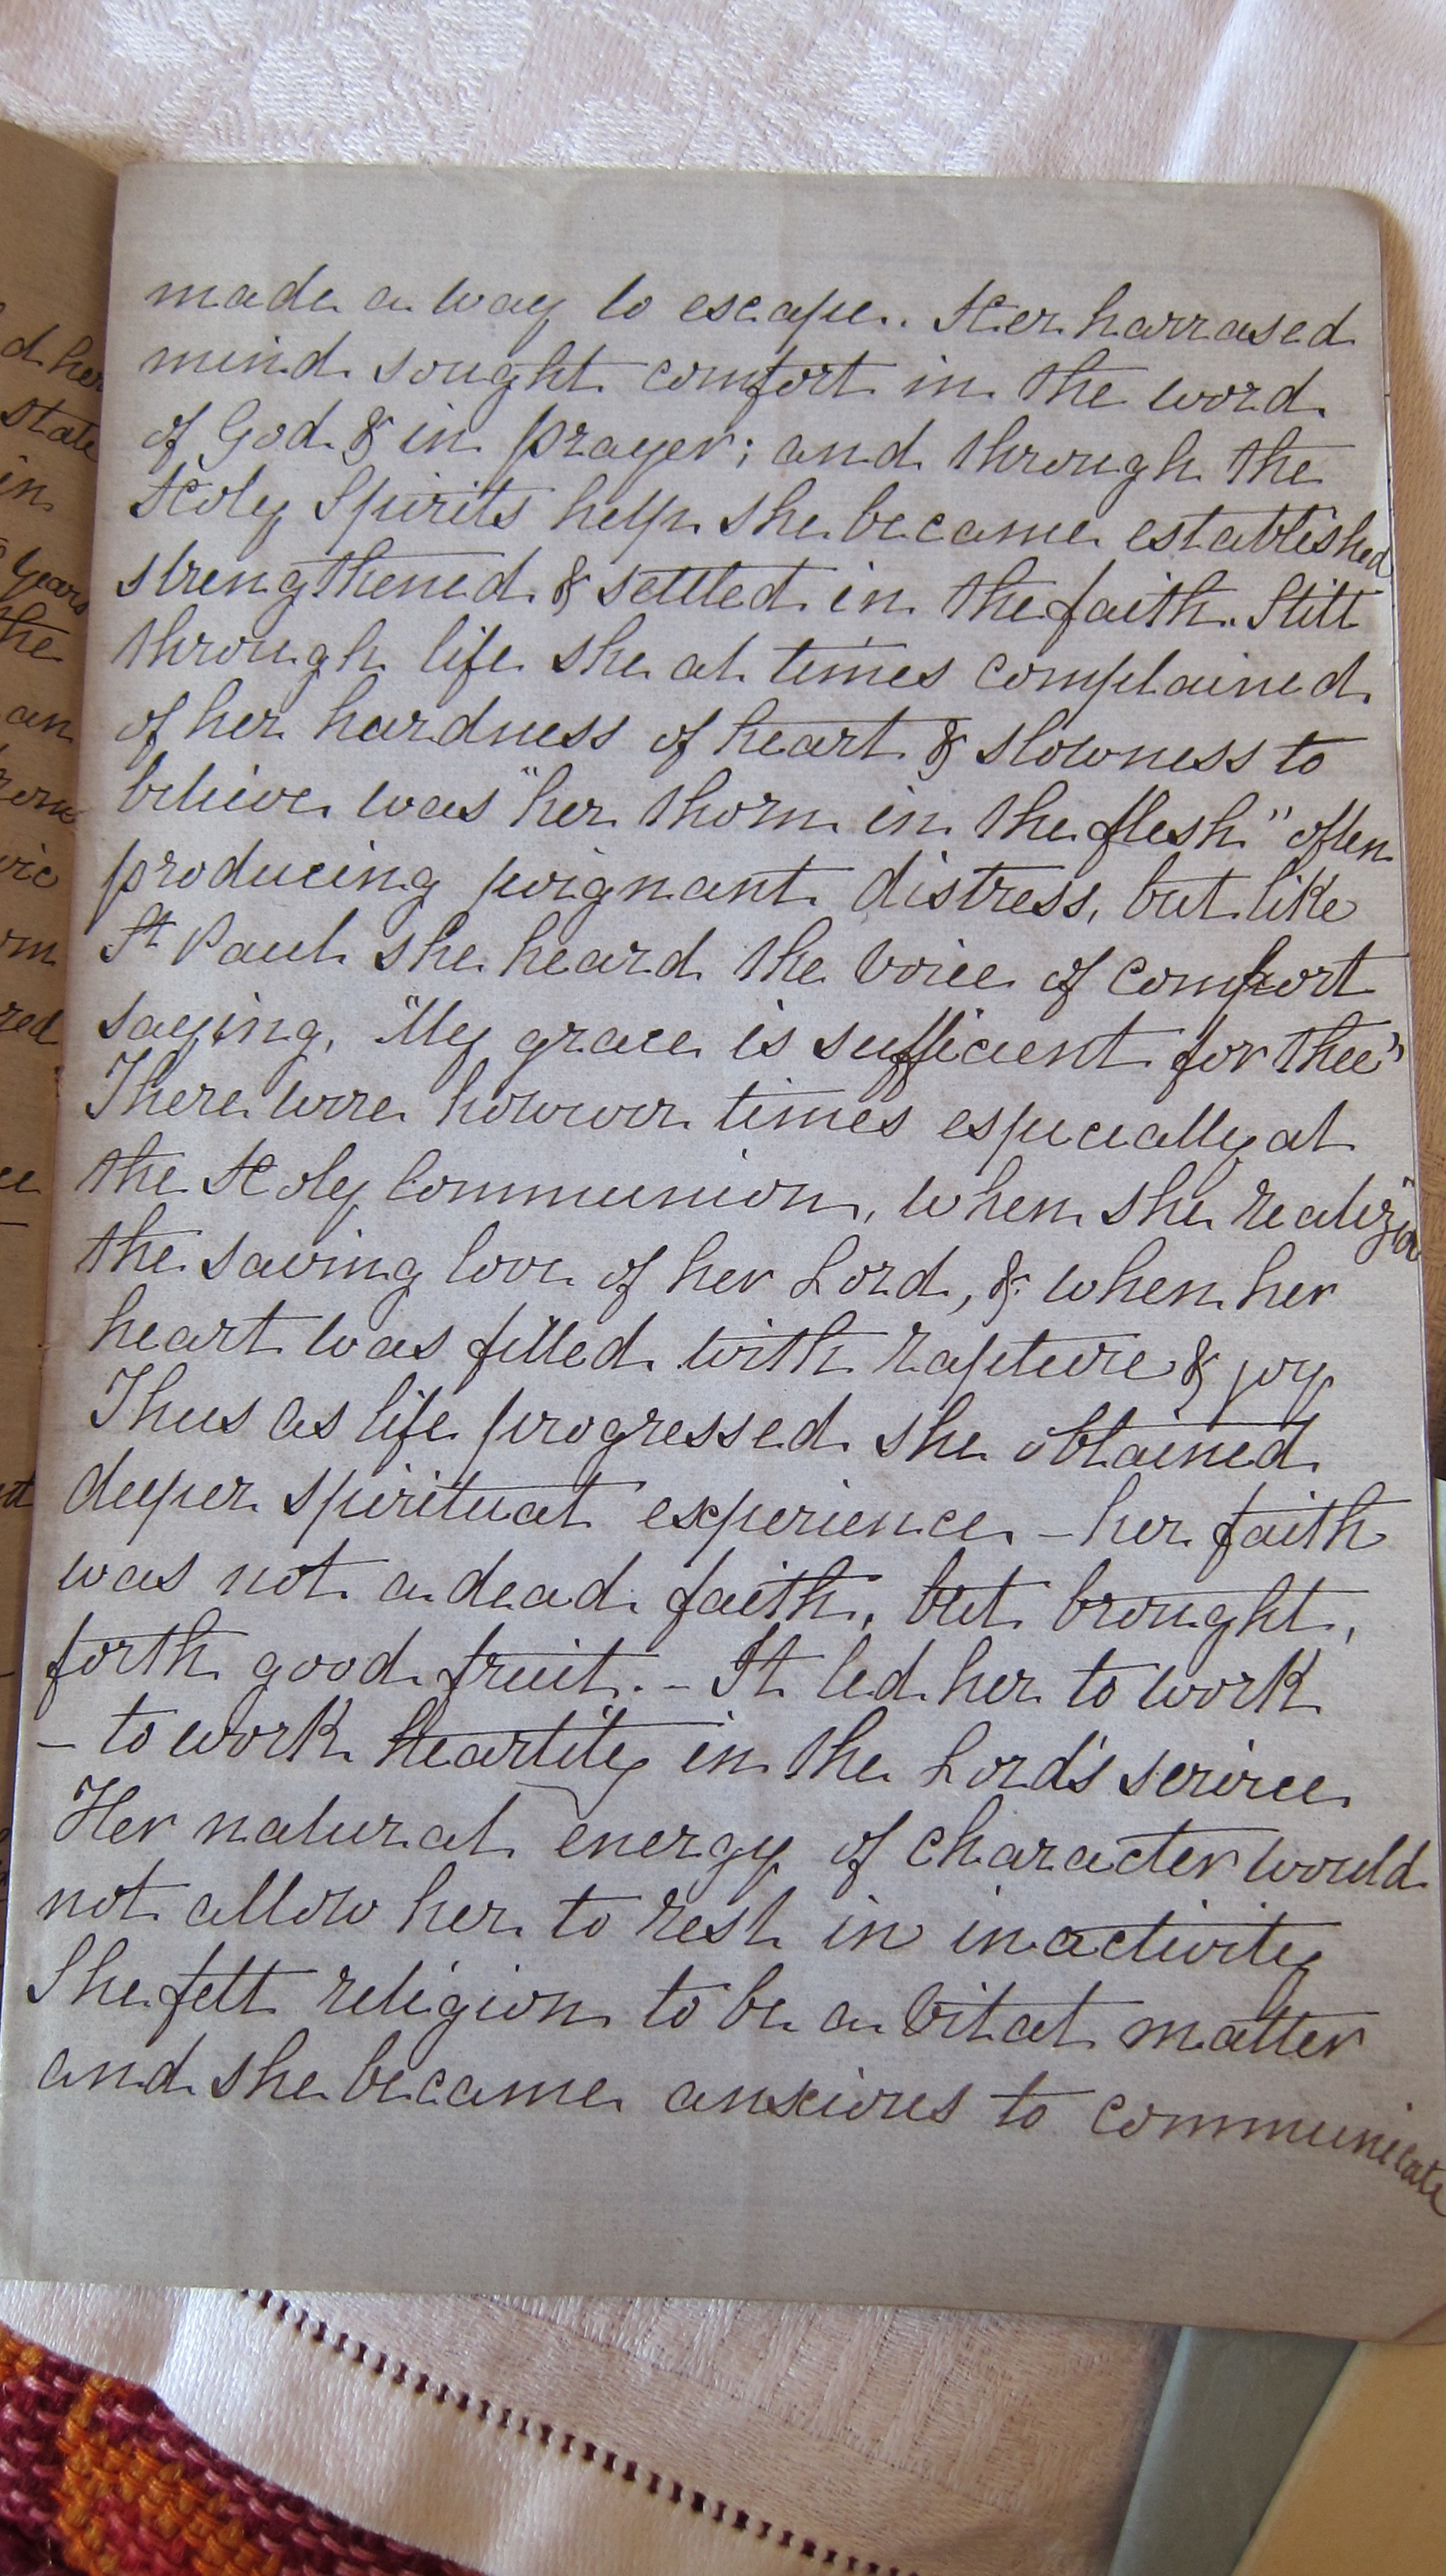 made a way to escape. Her harrased
mind sought comfort in the word
of God & in prayer; and through the
Holy Spirits help she became established
strengthened & settled in the faith. Still
through life she at times complained
of her hardness of heart & slowness to
believe was "her thorn in the flesh" often
producing poignant distress, but like
St Paul she heard the voice of comfort
saying, "My grace is sufficient for thee"
There were however times especially at
the Holy Communion, when she realized
the saving love of her Lord, & when her
heart was filled with rapture & joy
Thus as life progressed she obtained
deeper spiritual experience - her faith
was not a dead faith, but brought,
forth good fruit. - It led her to work
- to work heartily in the Lord's service
Her natural energy of character would
not allow her to rest in inactivity
She felt religion to be a vital matter
and she became anxious to communicate
d her
state
in
years
the
an
vic
rm
red